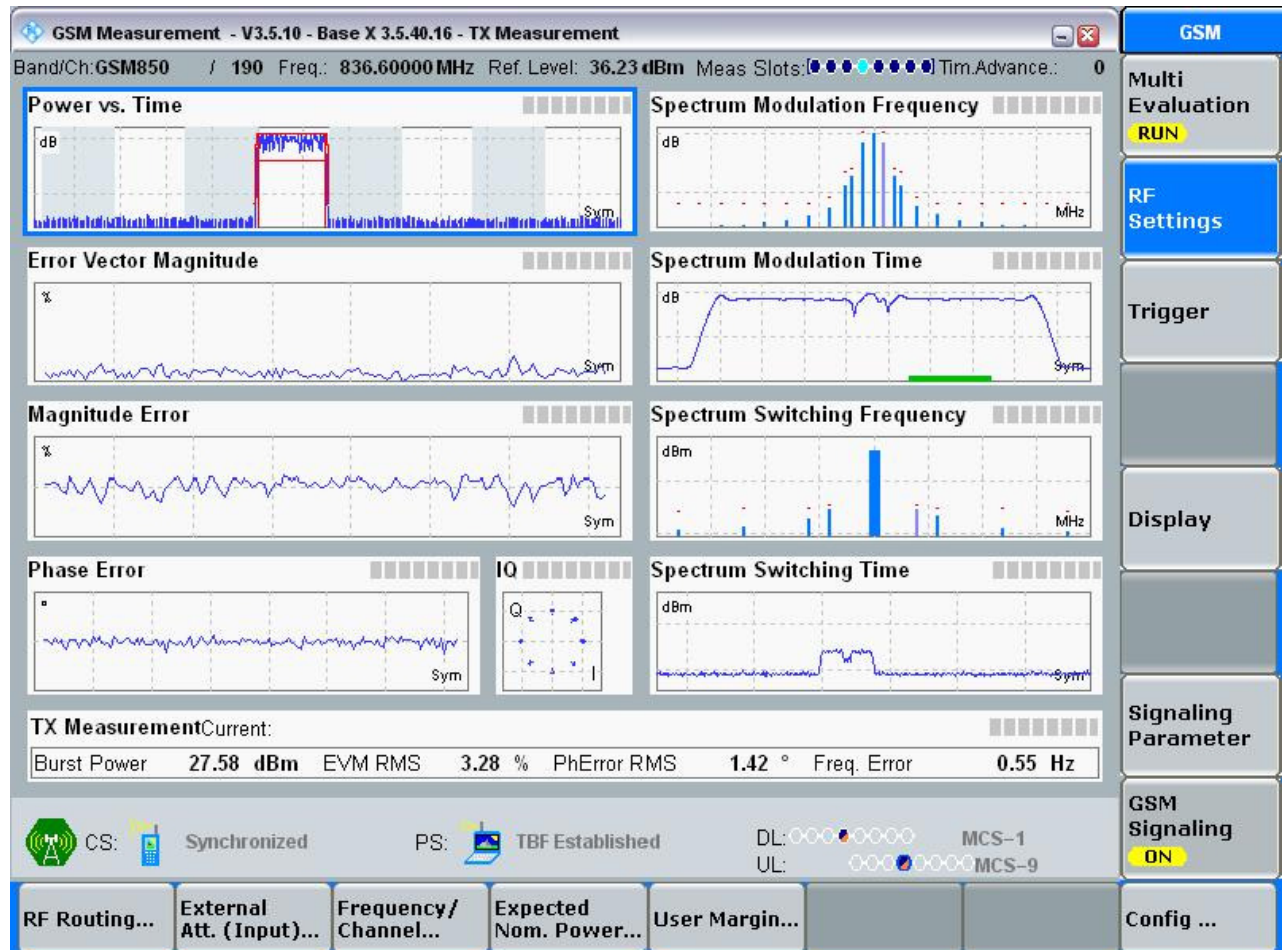 GSM Measurement - V3.5.10 - Base X 3.5.40.16 - TX Measurement
Band/Ch:GSM850 / 190 Freq.: 836.60000 MHz Ref. Level: 36.23 dBm Meas Slots: Tim.Advance.: 0
Power vs. Time
dB
Sym
Spectrum Modulation Frequency
dB
MHz
Error Vector Magnitude
%
Sym
Spectrum Modulation Time
dB
Sym
Magnitude Error
%
Sym
Spectrum Switching Frequency
dBm
MHz
Phase Error
°
Sym
IQ
Q
I
Spectrum Switching Time
dBm
Sym
TX MeasurementCurrent:
Burst Power 27.58 dBm EVM RMS 3.28 % PhError RMS 1.42 ° Freq. Error 0.55 Hz
CS: Synchronized PS: TBF Established DL: MCS-1
UL: MCS-9
GSM
Multi
Evaluation
RUN
RF
Settings
Trigger
Display
Signaling
Parameter
GSM
Signaling
ON
RF Routing...
External
Att. (Input)...
Frequency/
Channel...
Expected
Nom. Power...
User Margin...
Config ...